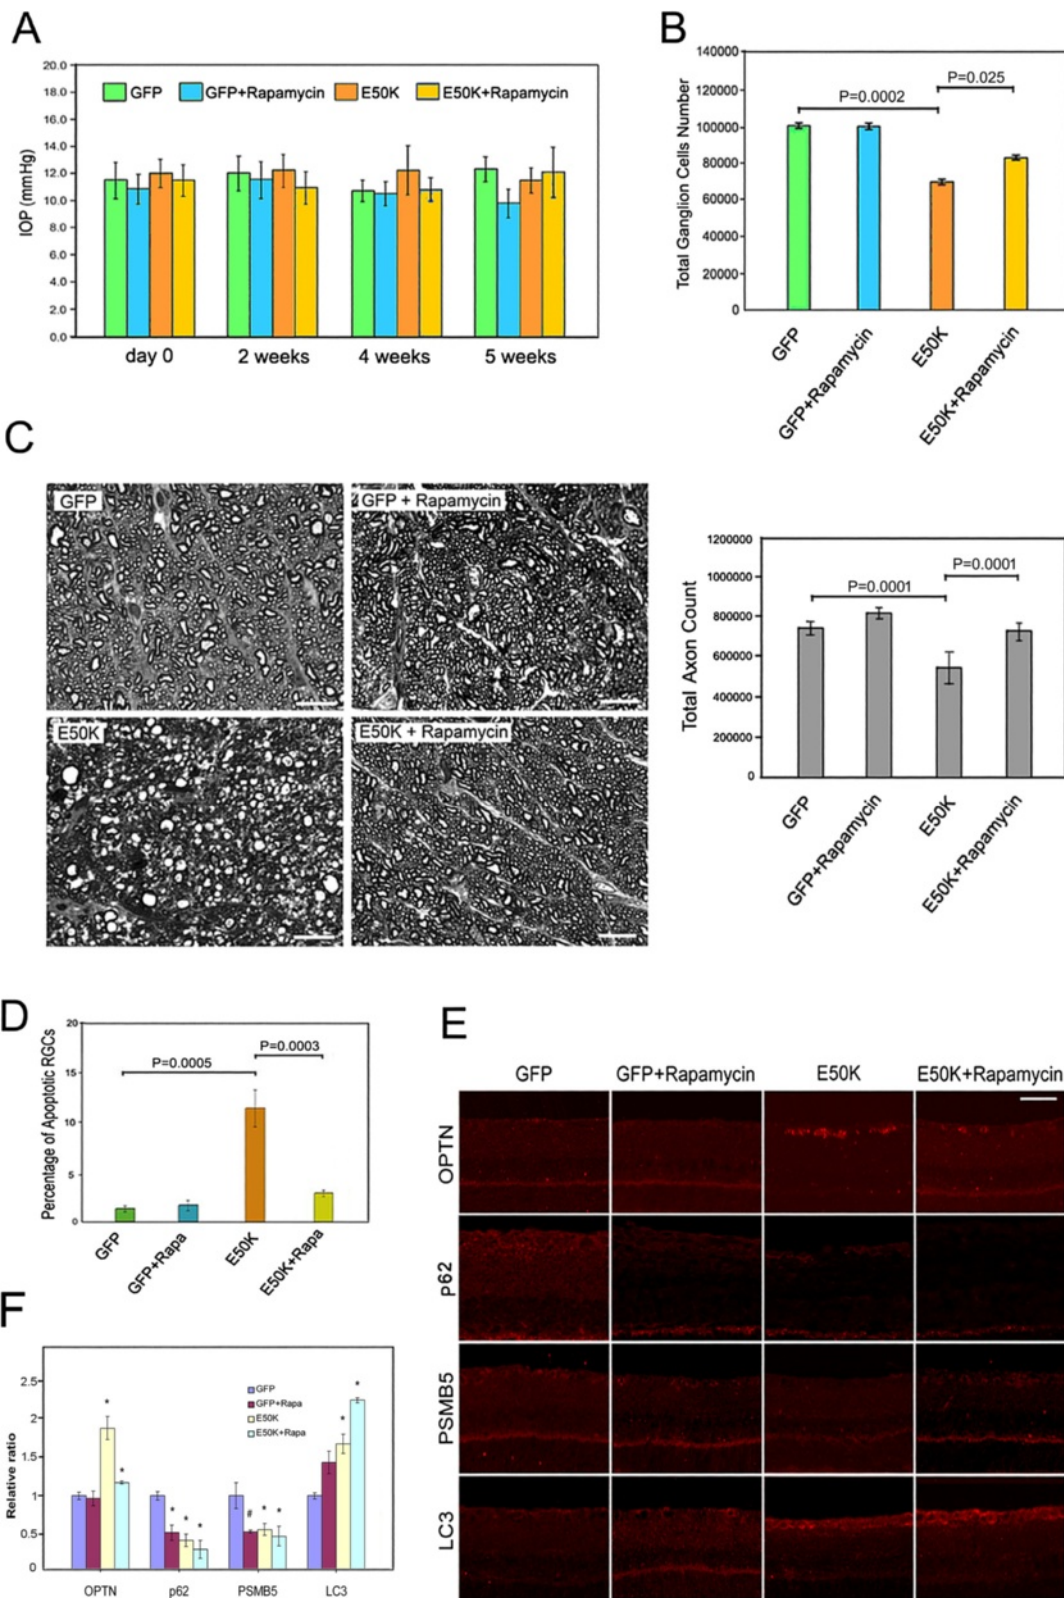 A
20.0
18.0
16.0
14.0
12.0
10.0
8.0
6.0
4.0
2.0
0.0
IOP (mmHg)
GFP GFP+Rapamycin E50K E50K+Rapamycin
day 0 2 weeks 4 weeks 5 weeks
B
140000
120000
100000
80000
60000
40000
20000
0
Total Ganglion Cells Number
P=0.0002
P=0.025
GFP
GFP+Rapamycin
E50K
E50K+Rapamycin
C
GFP
GFP + Rapamycin
E50K
E50K + Rapamycin
1200000
1000000
800000
600000
400000
200000
0
Total Axon Count
P=0.0001
P=0.0001
GFP
GFP+Rapamycin
E50K
E50K+Rapamycin
D
20
15
10
5
0
Percentage of Apoptotic RGCs
P=0.0005
P=0.0003
GFP
GFP+Rapa
E50K
E50K+Rapa
E
GFP GFP+Rapamycin E50K E50K+Rapamycin
OPTN
p62
PSMB5
LC3
F
2.5
2
1.5
1
0.5
0
Relative ratio
GFP
GFP+Rapa
E50K
E50K+Rapa
* * * * * # * * * *
OPTN p62 PSMB5 LC3